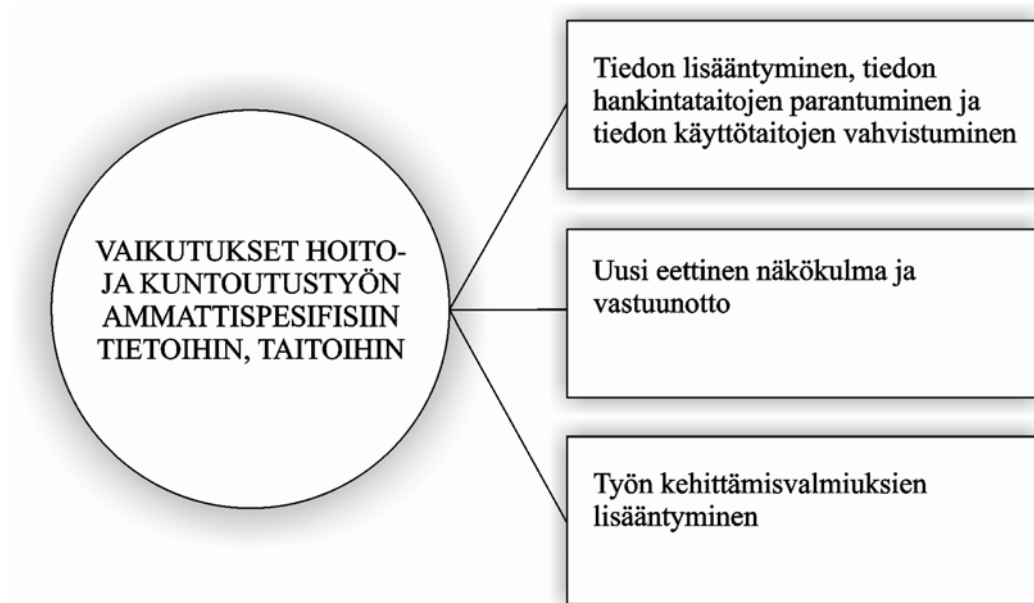 VAIKUTUKSET HOITO-
JA KUNTOUTUSTYÖN
AMMATTISPESIFISIIN
TIETOIHIN, TAITOIHIN
Tiedon lisääntyminen, tiedon
hankintataitojen parantuminen ja
tiedon käyttötaitojen vahvistuminen
Uusi eettinen näkökulma ja
vastuunotto
Työn kehittämisvalmiuksien
lisääntyminen